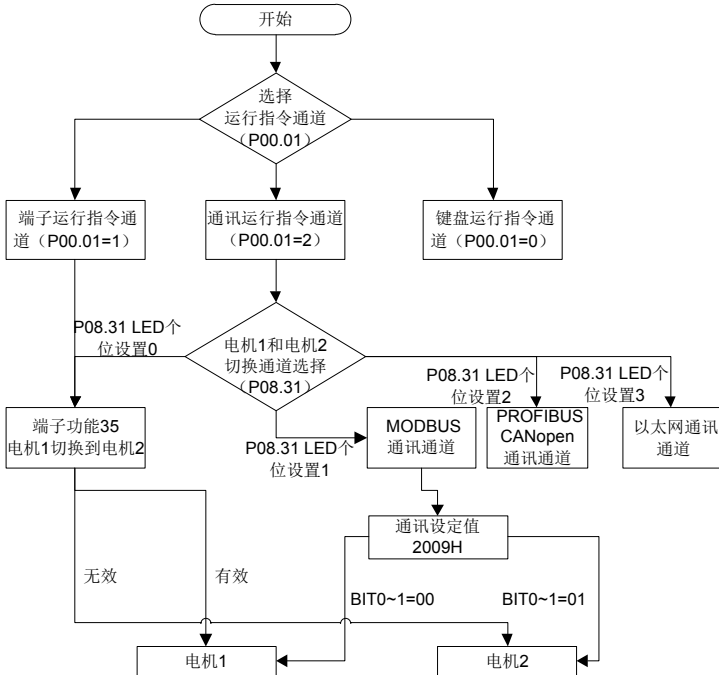 开始
选择
运行指令通道
（P00.01）
端子运行指令通
道（P00.01=1）
通讯运行指令通道
（P00.01=2）
键盘运行指令通
道（P00.01=0）
P08.31 LED个
位设置0
电机1和电机2
切换通道选择
（P08.31）
P08.31 LED个
位设置2
P08.31 LED个
位设置3
端子功能35
电机1切换到电机2
P08.31 LED个
位设置1
MODBUS
通讯通道
PROFIBUS
CANopen
通讯通道
以太网通讯
通道
通讯设定值
2009H
无效
有效
BIT0~1=00
BIT0~1=01
电机1
电机2